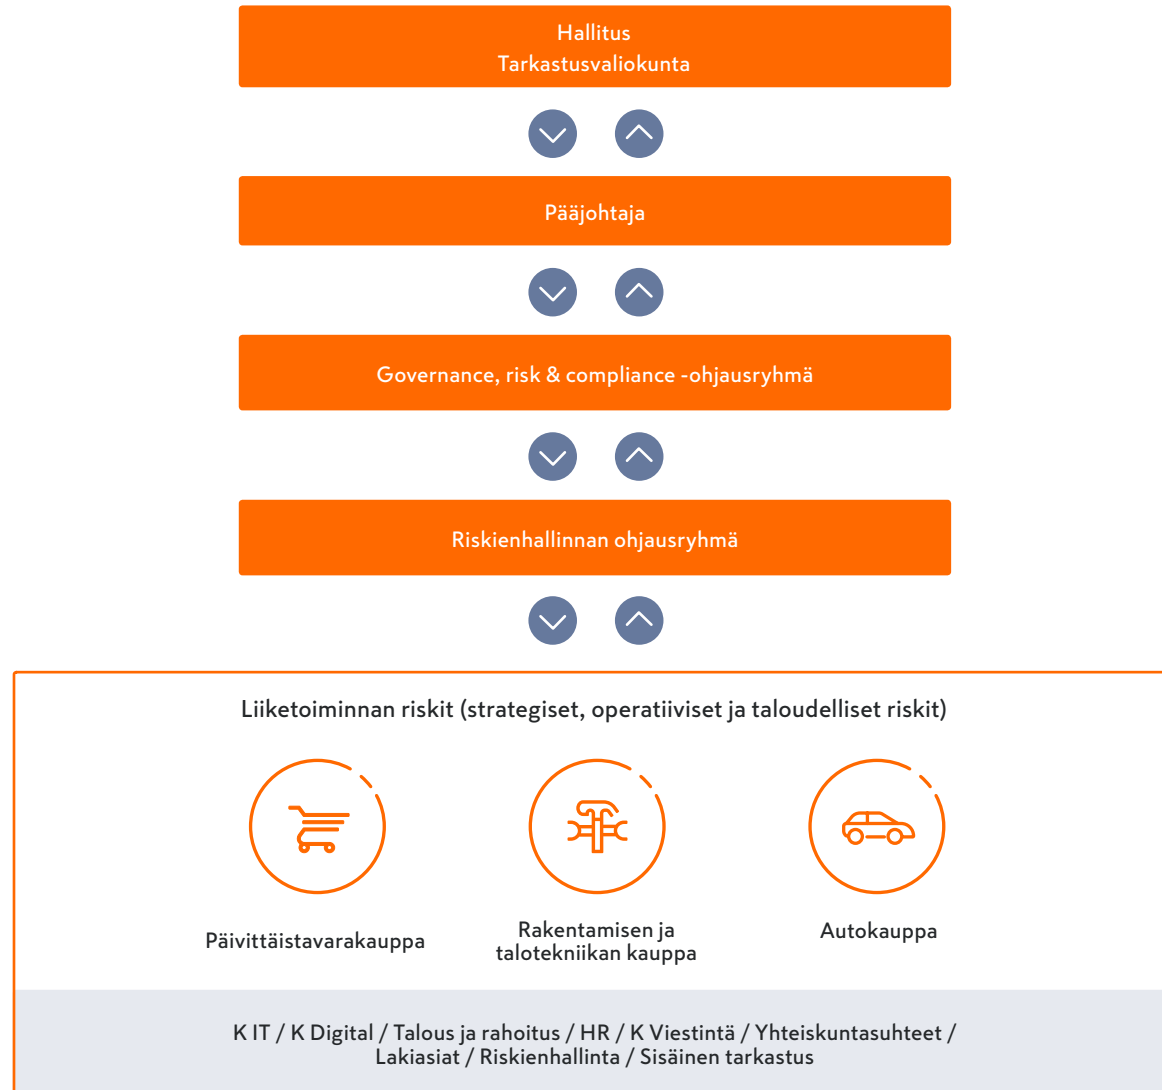 Hallitus
Tarkastusvaliokunta
Pääjohtaja
Governance, risk & compliance -ohjausryhmä
Riskienhallinnan ohjausryhmä
Liiketoiminnan riskit (strategiset, operatiiviset ja taloudelliset riskit)
Päivittäistavarakauppa
Rakentamisen ja
talotekniikan kauppa
Autokauppa
K IT / K Digital / Talous ja rahoitus / HR / K Viestintä / Yhteiskuntasuhteet /
Lakiasiat / Riskienhallinta / Sisäinen tarkastus